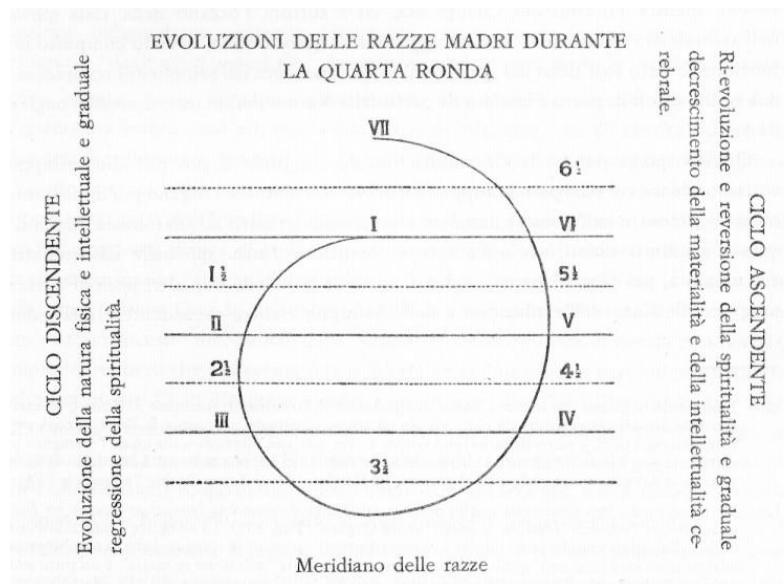 EVOLUZIONI DELLE RAZZE MADRI DURANTE
LA QUARTA RONDA
CICLO DISCENDENTE
Evoluzione della natura fisica e intellettuale e graduale
regressione della spiritualità.
VII
6½
I
VI½
I½
5½
II
V
2½
4½
III
IV
3½
Meridiano delle razze
CICLO ASCENDENTE
Ri-evoluzione e reversione della spiritualità e graduale
decrescimento della materialità e della intellettualità ce-
rebrale.